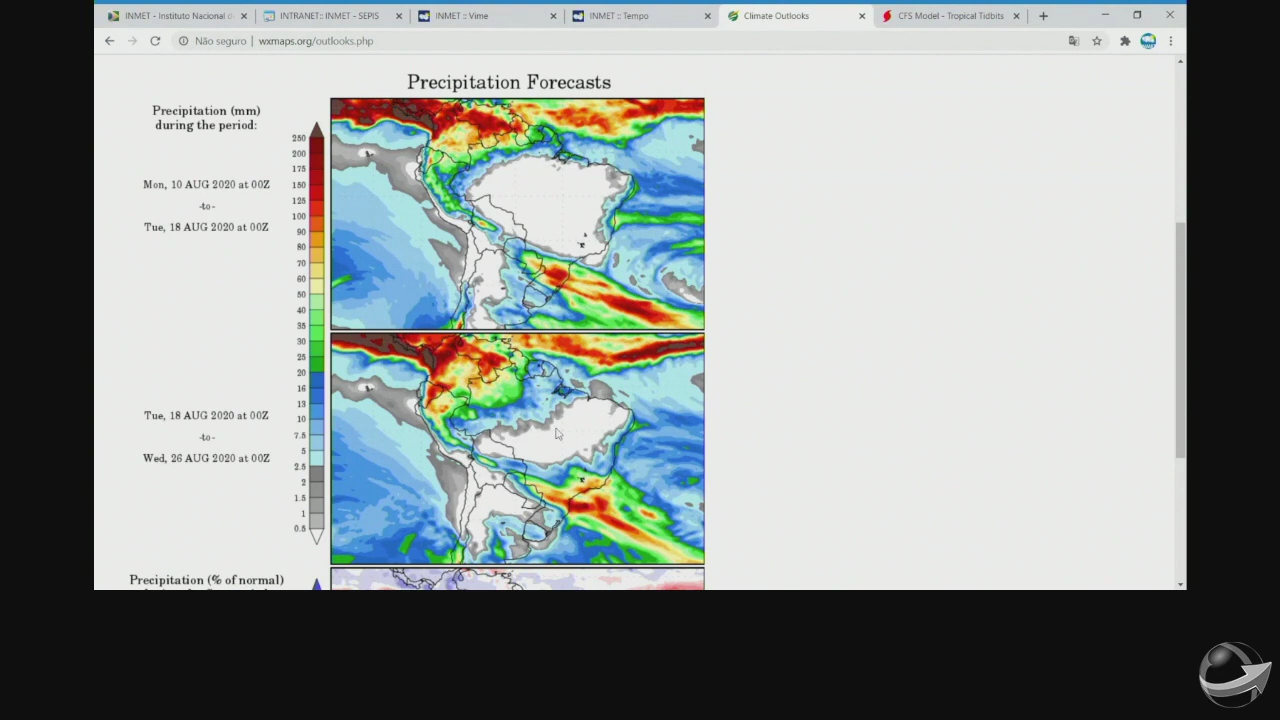 INMET - Instituto Nacional d
INTRANET:: INMET - SEPIS
INMET :: Vime
INMET :: Tempo
Climate Outlooks
CFS Model - Tropical Tidbits
Não seguro
wxmaps.org/outlooks.php
Precipitation Forecasts
Precipitation (mm)
during the period:
Mon, 10 AUG 2020 at 00Z
-to-
Tue, 18 AUG 2020 at 00Z
250
200
175
150
125
100
90
80
70
60
50
40
35
30
25
20
16
13
10
7.5
5
2.5
2
1.5
1
0.5
Tue, 18 AUG 2020 at 00Z
-to-
Wed, 26 AUG 2020 at 00Z
Precipitation (% of normal)